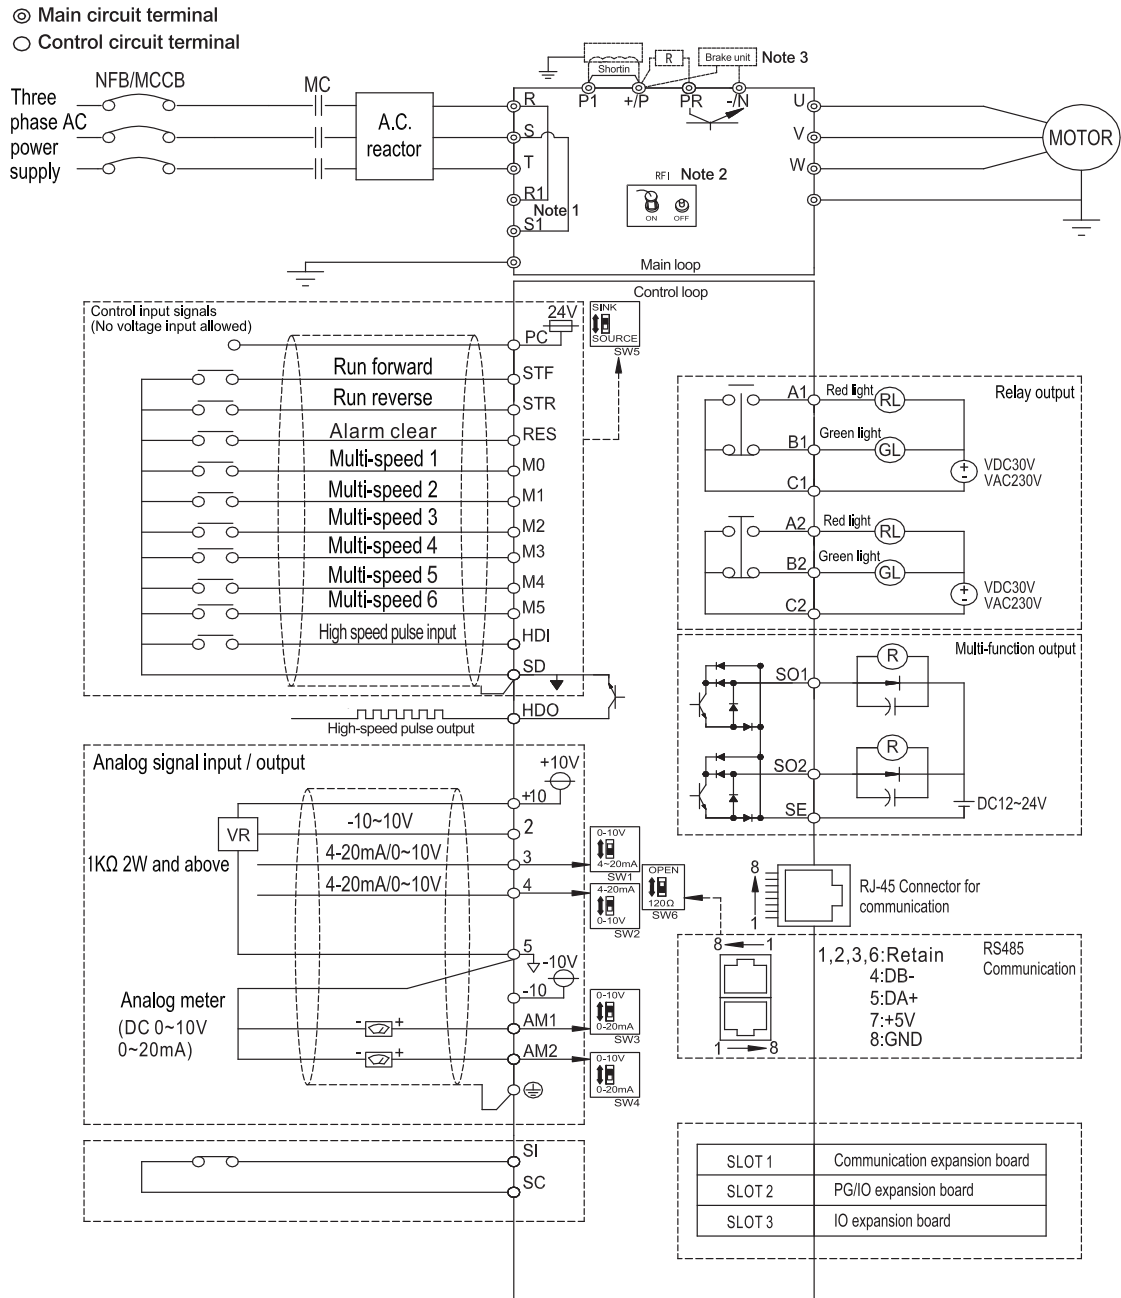 Main circuit terminal
Control circuit terminal
NFB/MCCB
MC
Three
phase AC
power
supply
A.C.
reactor
R
S
T
R1
Note 1
S1
Shortin
R
Brake unit
Note 3
P1
+/P
PR
-/N
U
V
W
MOTOR
RFI
Note 2
ON
OFF
Main loop
Control loop
Control input signals
(No voltage input allowed)
24V
PC
SINK
SOURCE
SW5
Run forward
STF
Run reverse
STR
Alarm clear
RES
Multi-speed 1
M0
Multi-speed 2
M1
Multi-speed 3
M2
Multi-speed 4
M3
Multi-speed 5
M4
Multi-speed 6
M5
High speed pulse input
HDI
SD
HDO
High-speed pulse output
Relay output
A1
Red light
RL
B1
Green light
GL
C1
+
-
VDC30V
VAC230V
A2
Red light
RL
B2
Green light
GL
C2
+
-
VDC30V
VAC230V
Multi-function output
SO1
R
SO2
R
SE
DC12~24V
Analog signal input / output
+10V
+10
VR
-10~10V
2
1KΩ 2W and above
4-20mA/0~10V
3
4-20mA/0~10V
4
0-10V
4~20mA
SW1
4-20mA
0-10V
SW2
OPEN
120Ω
SW6
5
-10V
-10
Analog meter
(DC 0~10V
0~20mA)
-
+
AM1
-
+
AM2
0-10V
0-20mA
SW3
0-10V
0-20mA
SW4
8
1
RJ-45 Connector for
communication
8
1
1
8
1,2,3,6:Retain
4:DB-
5:DA+
7:+5V
8:GND
RS485
Communication
SI
SC
SLOT 1 Communication expansion board
SLOT 2 PG/IO expansion board
SLOT 3 IO expansion board